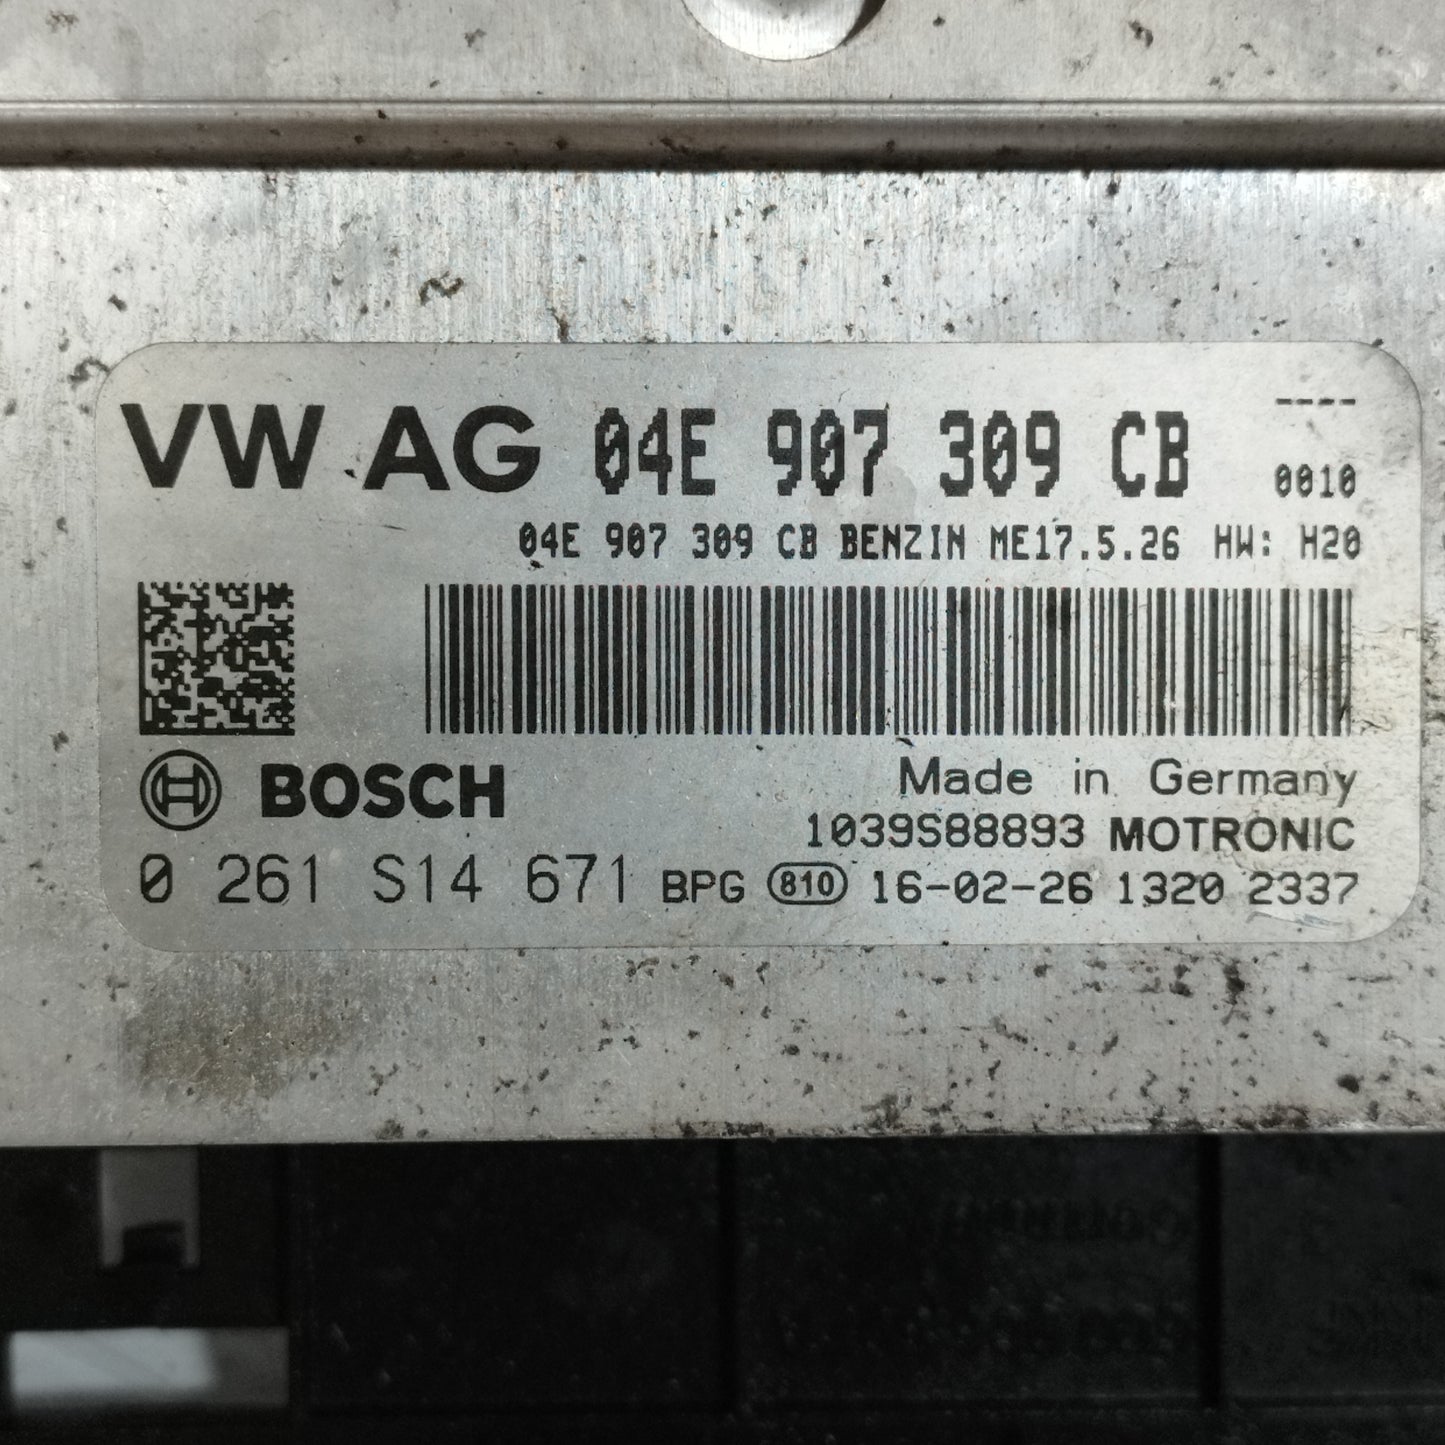 VW AG 04E 907 309 CB ----
0010
04E 907 309 CB BENZIN ME17.5.26 HW: H20
BOSCH
Made in Germany
1039S88893 MOTRONIC
0 261 S14 671 BPG 810 16-02-26 1320 2337